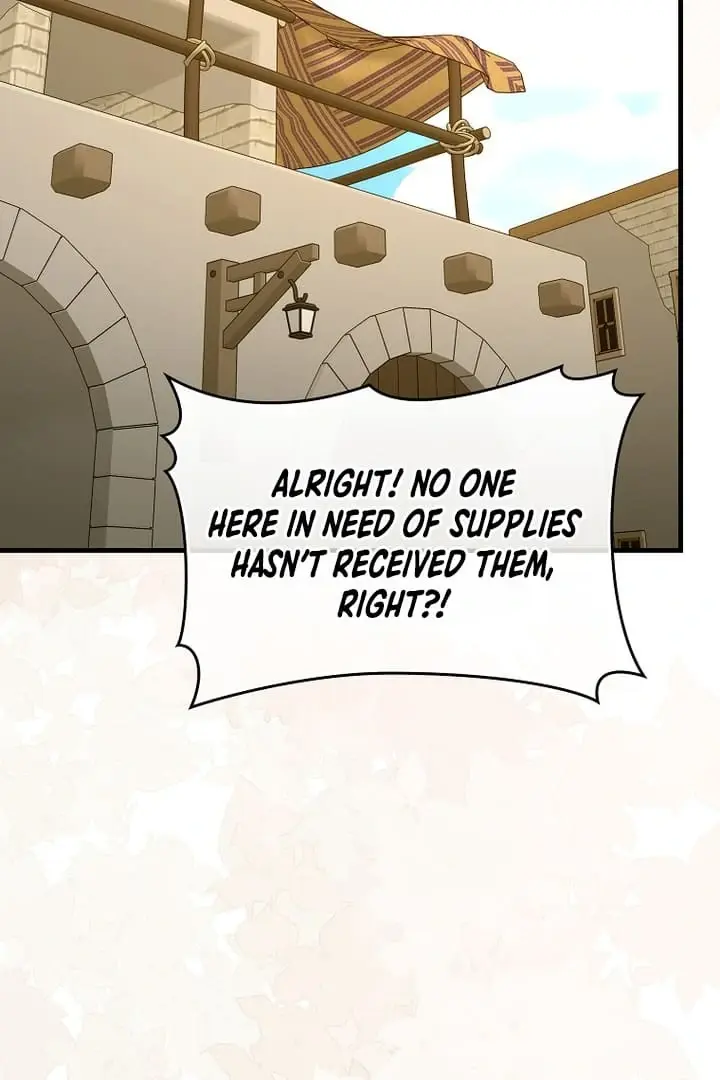 ALRIGHT! NO ONE
HERE IN NEED OF SUPPLIES
HASN'T RECEIVED THEM,
RIGHT?!